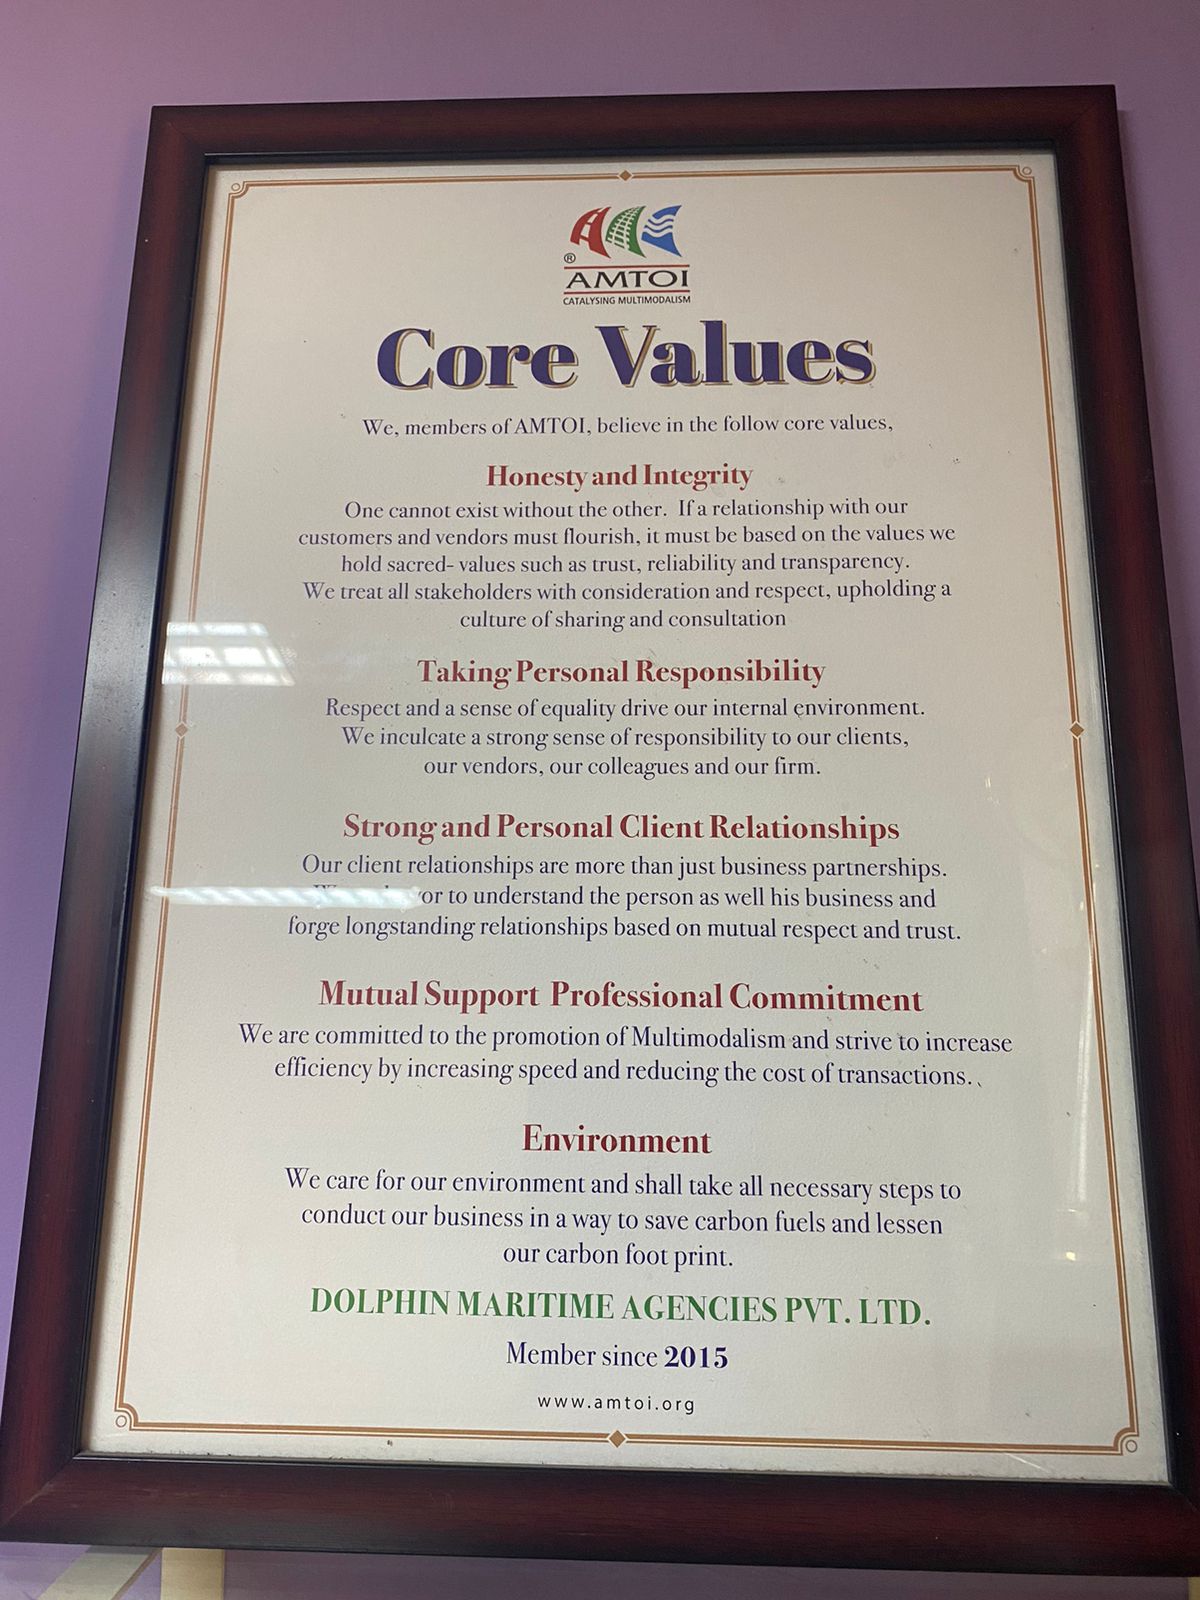 ®
AMTOI
CATALYSING MULTIMODALISM
Core Values
We, members of AMTOI, believe in the follow core values,
Honesty and Integrity
One cannot exist without the other. If a relationship with our
customers and vendors must flourish, it must be based on the values we
hold sacred- values such as trust, reliability and transparency.
We treat all stakeholders with consideration and respect, upholding a
culture of sharing and consultation
Taking Personal Responsibility
Respect and a sense of equality drive our internal environment.
We inculcate a strong sense of responsibility to our clients,
our vendors, our colleagues and our firm.
Strong and Personal Client Relationships
Our client relationships are more than just business partnerships.
We to understand the person as well his business and
forge longstanding relationships based on mutual respect and trust.
Mutual Support Professional Commitment
We are committed to the promotion of Multimodalism and strive to increase
efficiency by increasing speed and reducing the cost of transactions.
Environment
We care for our environment and shall take all necessary steps to
conduct our business in a way to save carbon fuels and lessen
our carbon foot print.
DOLPHIN MARITIME AGENCIES PVT. LTD.
Member since 2015
www.amtoi.org